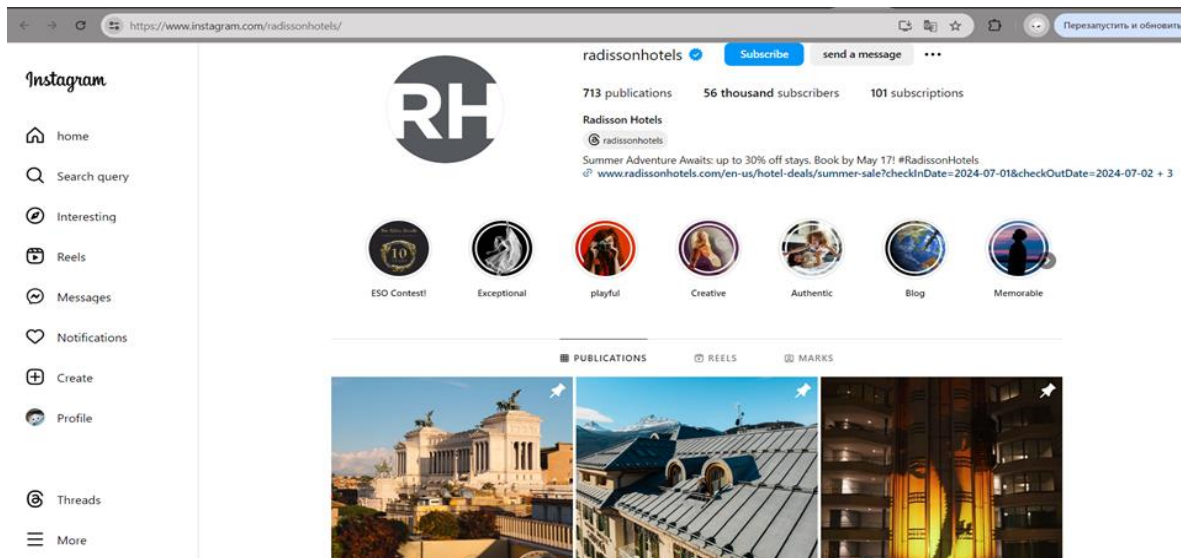 https://www.instagram.com/radissonhotels/
Перезапустить и обновить
Instagram
home
Search query
Interesting
Reels
Messages
Notifications
Create
Profile
Threads
More
RH
radissonhotels Subscribe send a message
713 publications 56 thousand subscribers 101 subscriptions
Radisson Hotels
radissonhotels
Summer Adventure Awaits: up to 30% off stays. Book by May 17! #RadissonHotels
www.radissonhotels.com/en-us/hotel-deals/summer-sale?checkInDate=2024-07-01&checkOutDate=2024-07-02 + 3
10
ESO Contest! Exceptional playful Creative Authentic Blog Memorable
PUBLICATIONS REELS MARKS